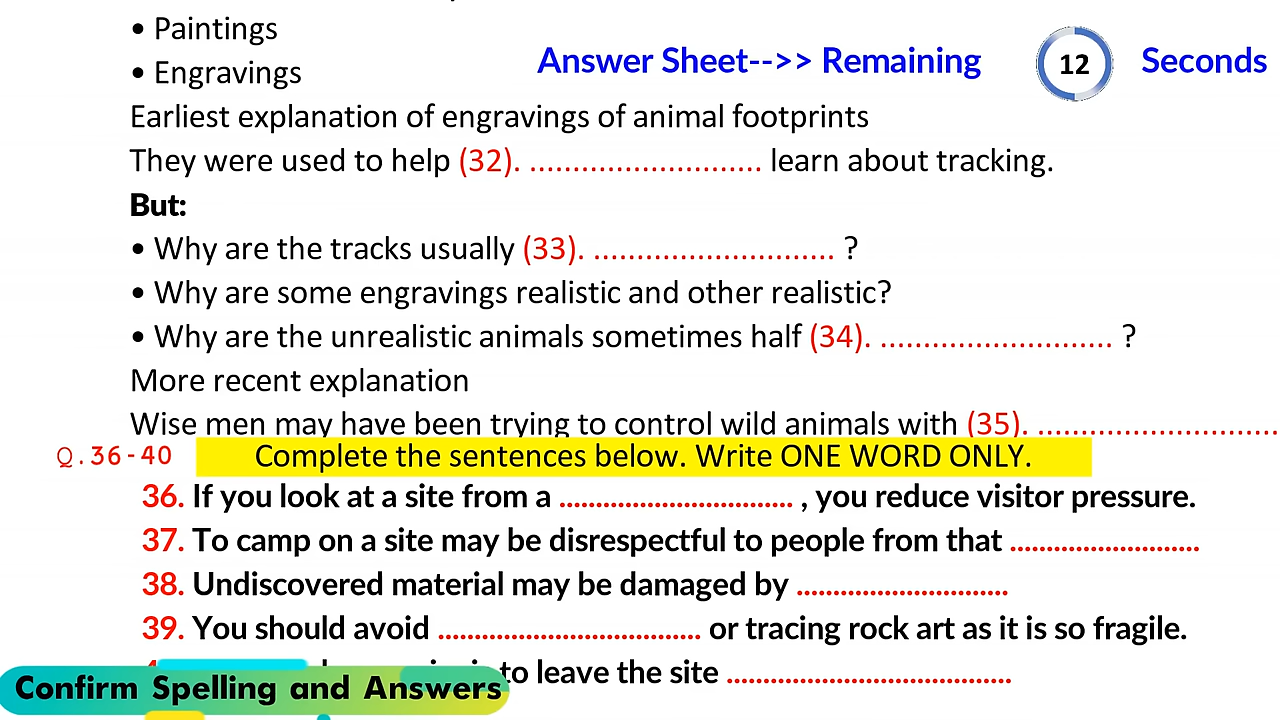 • Paintings
Answer Sheet-->> Remaining 12 Seconds
• Engravings
Earliest explanation of engravings of animal footprints
They were used to help (32). ........................... learn about tracking.
But:
• Why are the tracks usually (33). ............................ ?
• Why are some engravings realistic and other realistic?
• Why are the unrealistic animals sometimes half (34). ........................... ?
More recent explanation
Wise men may have been trying to control wild animals with (35). ............................
Q.36-40 Complete the sentences below. Write ONE WORD ONLY.
36. If you look at a site from a ................................ , you reduce visitor pressure.
37. To camp on a site may be disrespectful to people from that ..........................
38. Undiscovered material may be damaged by .............................
39. You should avoid .................................... or tracing rock art as it is so fragile.
to leave the site .......................................
Confirm Spelling and Answers